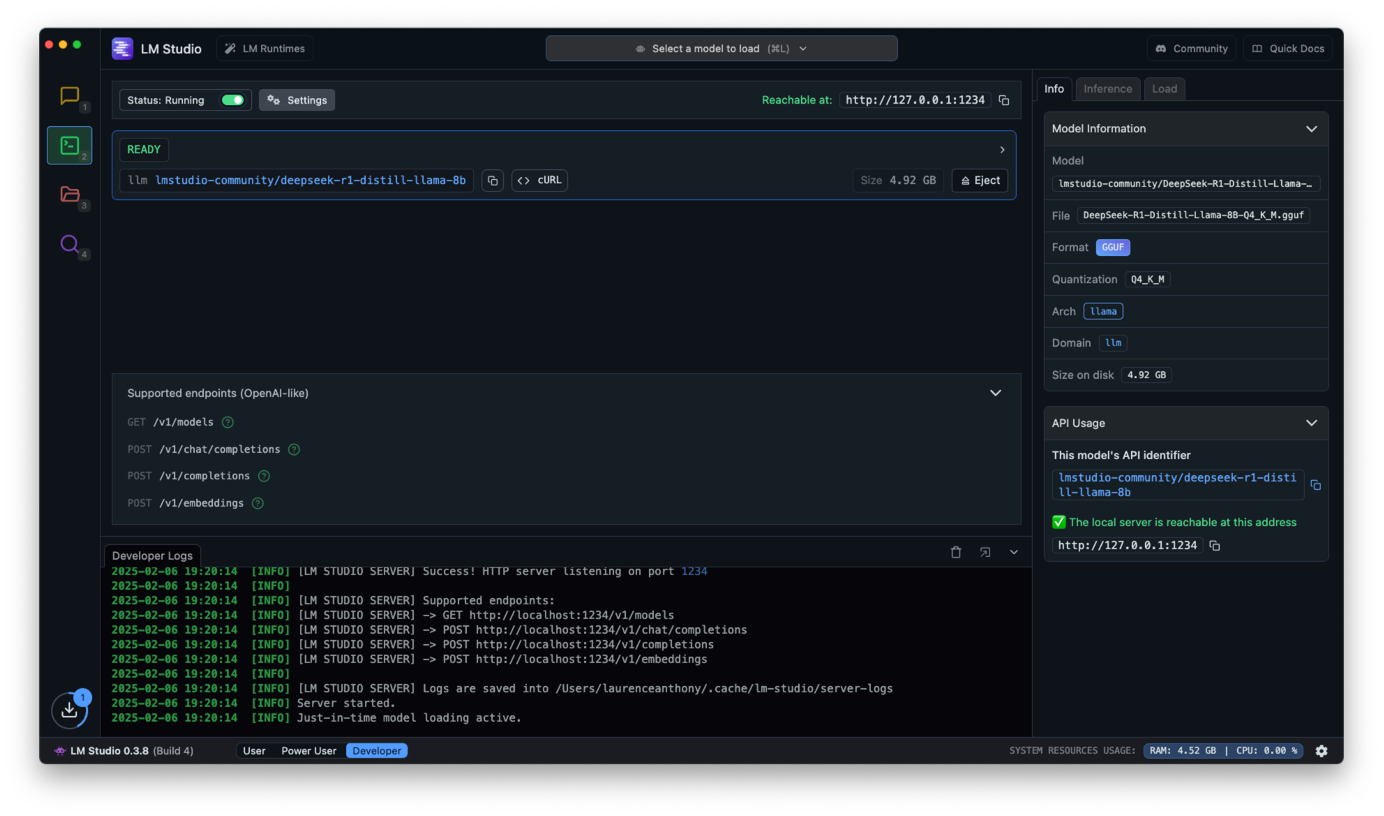 LM Studio
LM Runtimes
Select a model to load (⌘L)
Community
Quick Docs
1
2
3
4
Status: Running
Settings
Reachable at: http://127.0.0.1:1234
READY
llm lmstudio-community/deepseek-r1-distill-llama-8b
<> cURL
Size 4.92 GB
Eject
Supported endpoints (OpenAI-like)
GET /v1/models ?
POST /v1/chat/completions ?
POST /v1/completions ?
POST /v1/embeddings ?
Developer Logs
2025-02-06 19:20:14 [INFO] [LM STUDIO SERVER] Success! HTTP server listening on port 1234
2025-02-06 19:20:14 [INFO]
2025-02-06 19:20:14 [INFO] [LM STUDIO SERVER] Supported endpoints:
2025-02-06 19:20:14 [INFO] [LM STUDIO SERVER] -> GET http://localhost:1234/v1/models
2025-02-06 19:20:14 [INFO] [LM STUDIO SERVER] -> POST http://localhost:1234/v1/chat/completions
2025-02-06 19:20:14 [INFO] [LM STUDIO SERVER] -> POST http://localhost:1234/v1/completions
2025-02-06 19:20:14 [INFO] [LM STUDIO SERVER] -> POST http://localhost:1234/v1/embeddings
2025-02-06 19:20:14 [INFO]
2025-02-06 19:20:14 [INFO] [LM STUDIO SERVER] Logs are saved into /Users/laurenceanthony/.cache/lm-studio/server-logs
2025-02-06 19:20:14 [INFO] Server started.
2025-02-06 19:20:14 [INFO] Just-in-time model loading active.
Info
Inference
Load
Model Information
Model
lmstudio-community/DeepSeek-R1-Distill-Llama-…
File DeepSeek-R1-Distill-Llama-8B-Q4_K_M.gguf
Format GGUF
Quantization Q4_K_M
Arch llama
Domain llm
Size on disk 4.92 GB
API Usage
This model's API identifier
lmstudio-community/deepseek-r1-disti
ll-llama-8b
✅ The local server is reachable at this address
http://127.0.0.1:1234
1
LM Studio 0.3.8 (Build 4)
User
Power User
Developer
SYSTEM RESOURCES USAGE: RAM: 4.52 GB | CPU: 0.00 %